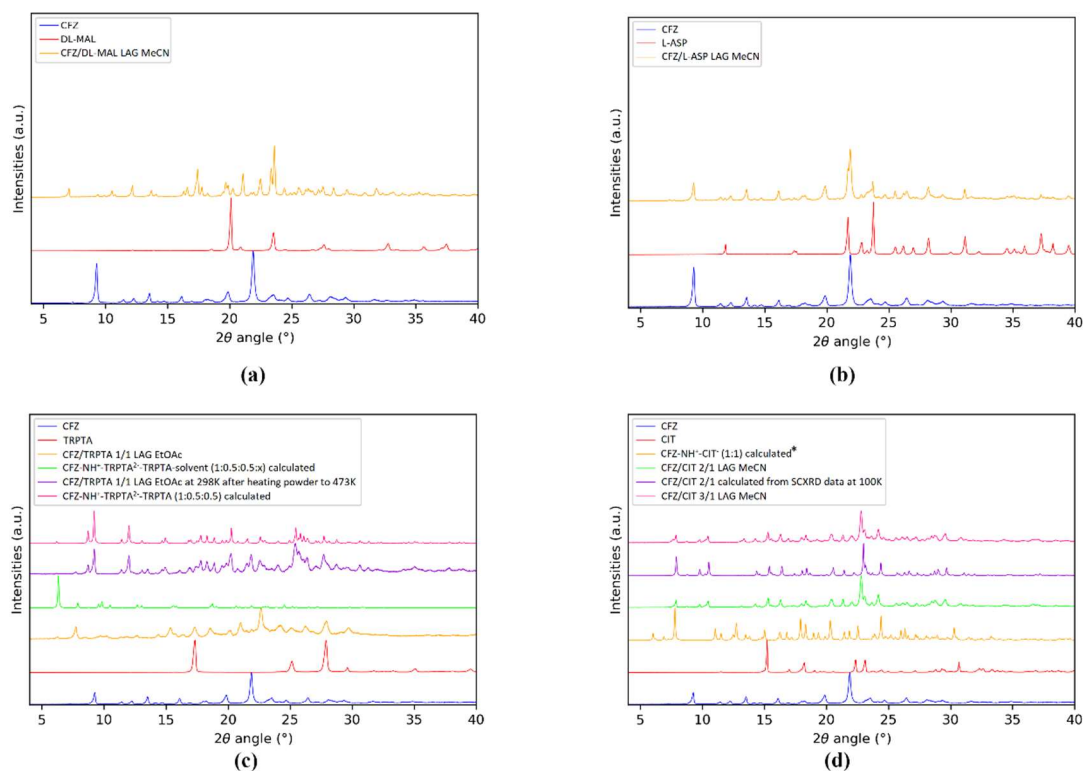 CFZ
DL-MAL
CFZ/DL-MAL LAG MeCN
Intensities (a.u.)
5 10 15 20 25 30 35 40
2θ angle (°)
(a)
CFZ
L-ASP
CFZ/L-ASP LAG MeCN
Intensities (a.u.)
5 10 15 20 25 30 35 40
2θ angle (°)
(b)
CFZ
TRPTA
CFZ/TRPTA 1/1 LAG EtOAc
CFZ-NH⁺-TRPTA²⁻-TRPTA-solvent (1:0.5:0.5:x) calculated
CFZ/TRPTA 1/1 LAG EtOAc at 298K after heating powder to 473K
CFZ-NH⁺-TRPTA²⁻-TRPTA (1:0.5:0.5) calculated
Intensities (a.u.)
5 10 15 20 25 30 35 40
2θ angle (°)
(c)
CFZ
CIT
CFZ-NH⁺-CIT⁻ (1:1) calculated*
CFZ/CIT 2/1 LAG MeCN
CFZ/CIT 2/1 calculated from SCXRD data at 100K
CFZ/CIT 3/1 LAG MeCN
Intensities (a.u.)
5 10 15 20 25 30 35 40
2θ angle (°)
(d)